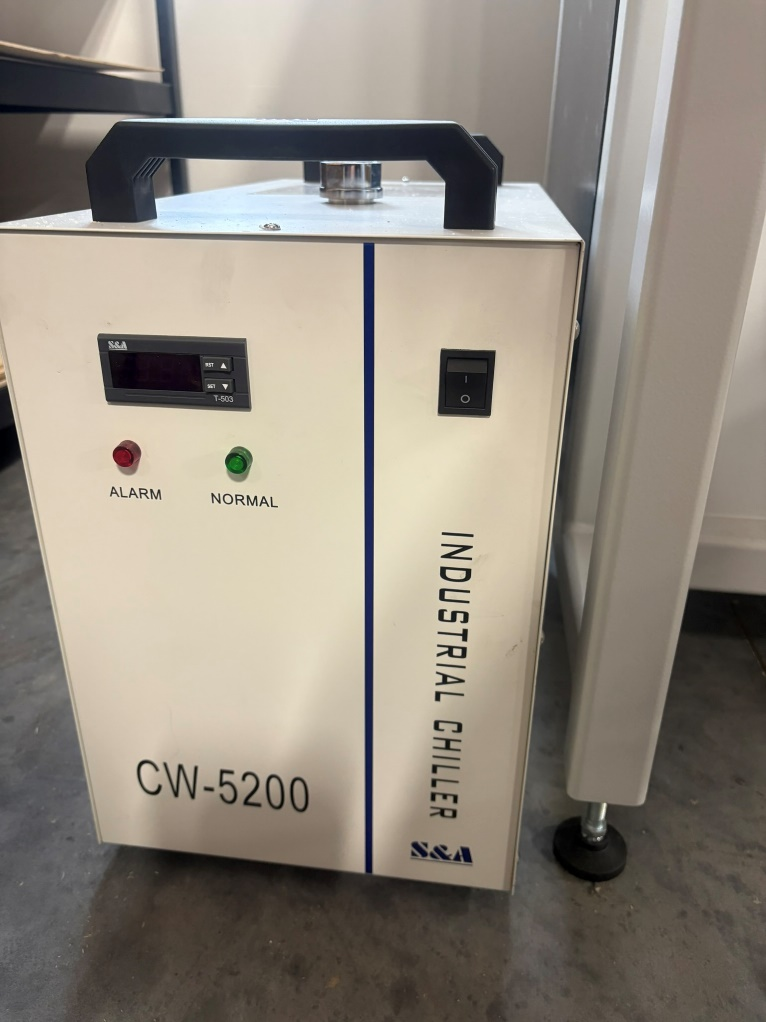 S&A
RST ▲
SET ▼
T-503
I
O
ALARM
NORMAL
INDUSTRIAL CHILLER
CW-5200
S&A